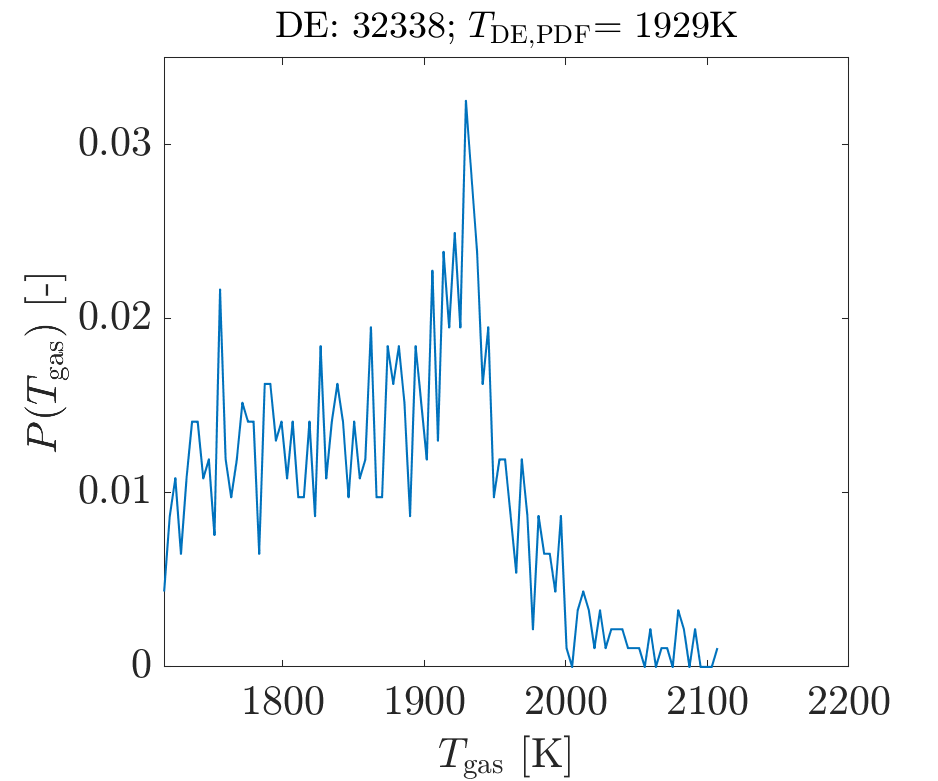 DE: 32338; T_DE,PDF= 1929K
0.03
0.02
0.01
0
P(T_gas) [-]
1800 1900 2000 2100 2200
T_gas [K]